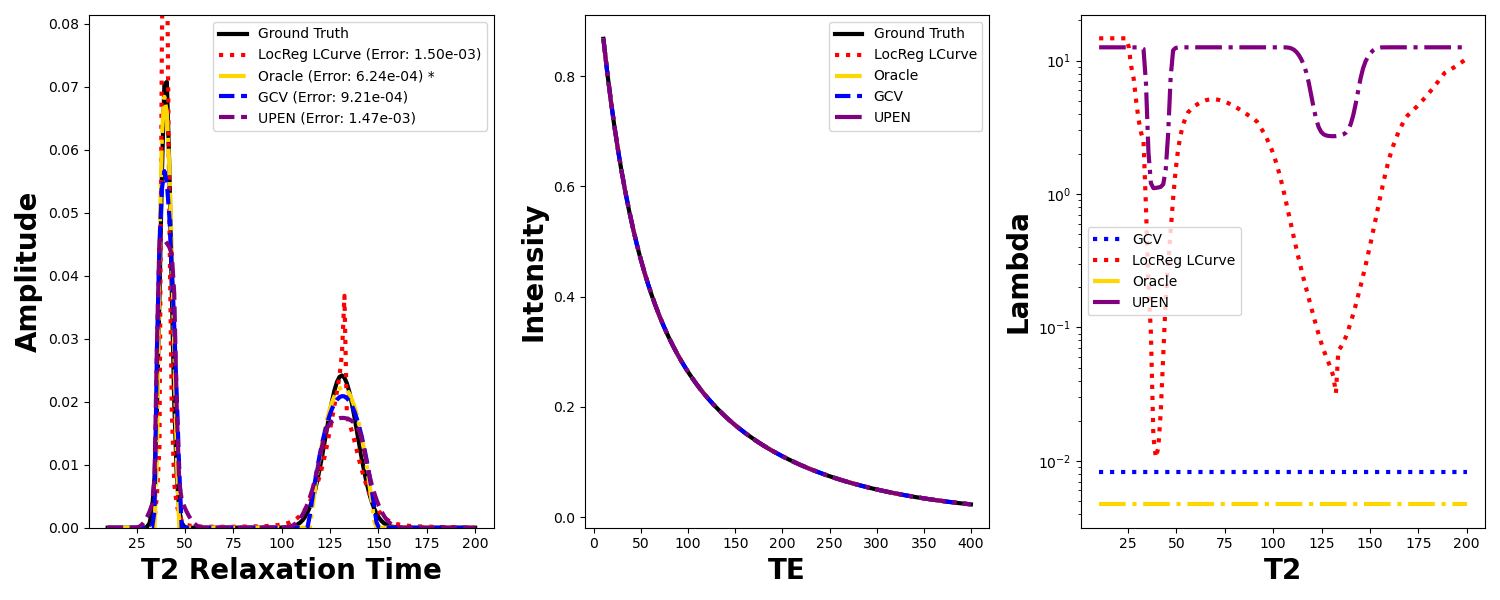 0.08
0.07
0.06
0.05
0.04
0.03
0.02
0.01
0.00
Amplitude
25 50 75 100 125 150 175 200
T2 Relaxation Time
Ground Truth
LocReg LCurve (Error: 1.50e-03)
Oracle (Error: 6.24e-04) *
GCV (Error: 9.21e-04)
UPEN (Error: 1.47e-03)
0.8
0.6
0.4
0.2
0.0
Intensity
0 50 100 150 200 250 300 350 400
TE
Ground Truth
LocReg LCurve
Oracle
GCV
UPEN
10¹
10⁰
10⁻¹
10⁻²
Lambda
25 50 75 100 125 150 175 200
T2
GCV
LocReg LCurve
Oracle
UPEN